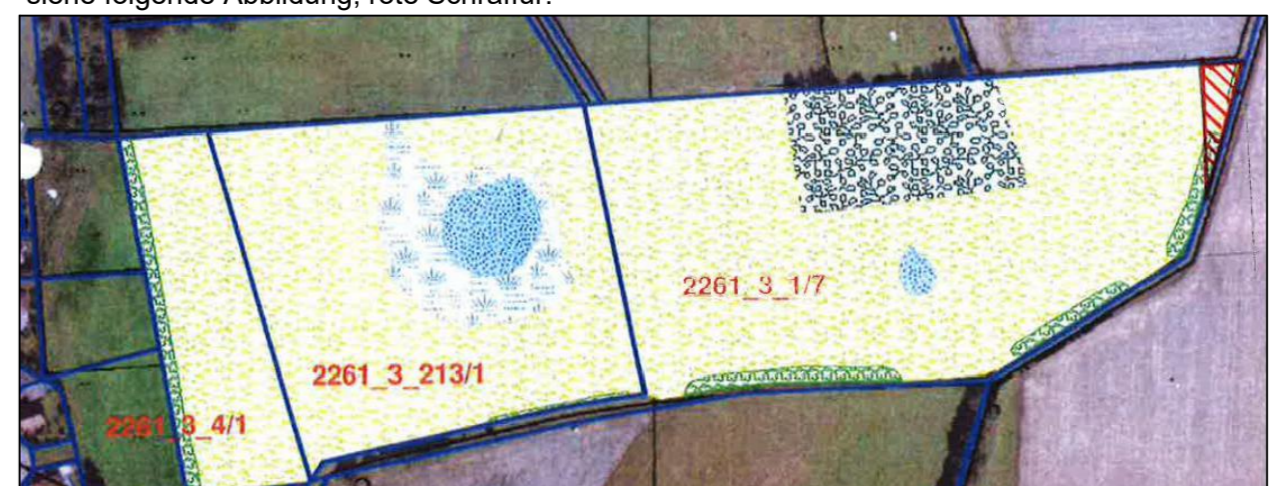 siehe folgende Abbildung, rote Schraffur:
2261_3_1/7
2261_3_213/1
2261_3_4/1